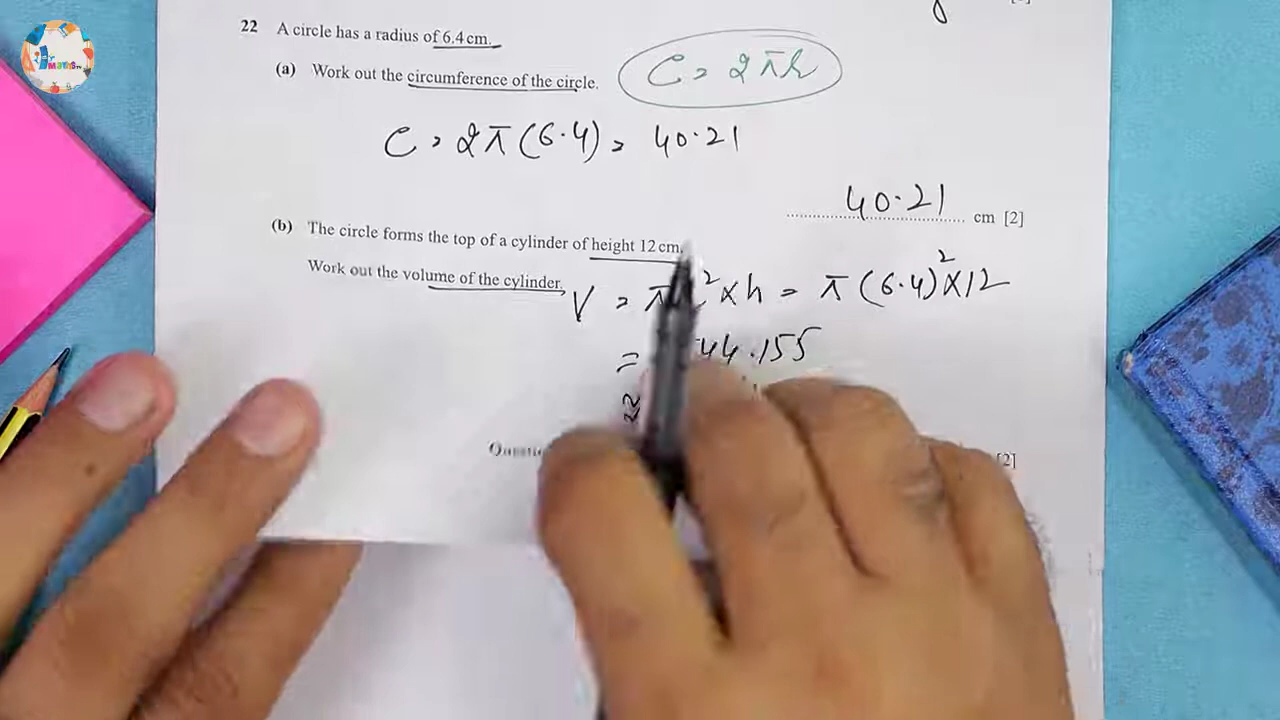 22 A circle has a radius of 6.4 cm.
(a) Work out the circumference of the circle.
C = 2πr
C = 2π(6.4) = 40.21
40.21
cm [2]
(b) The circle forms the top of a cylinder of height 12 cm.
Work out the volume of the cylinder.
V = π ² × h = π (6.4)² × 12
= 44.155
[2]